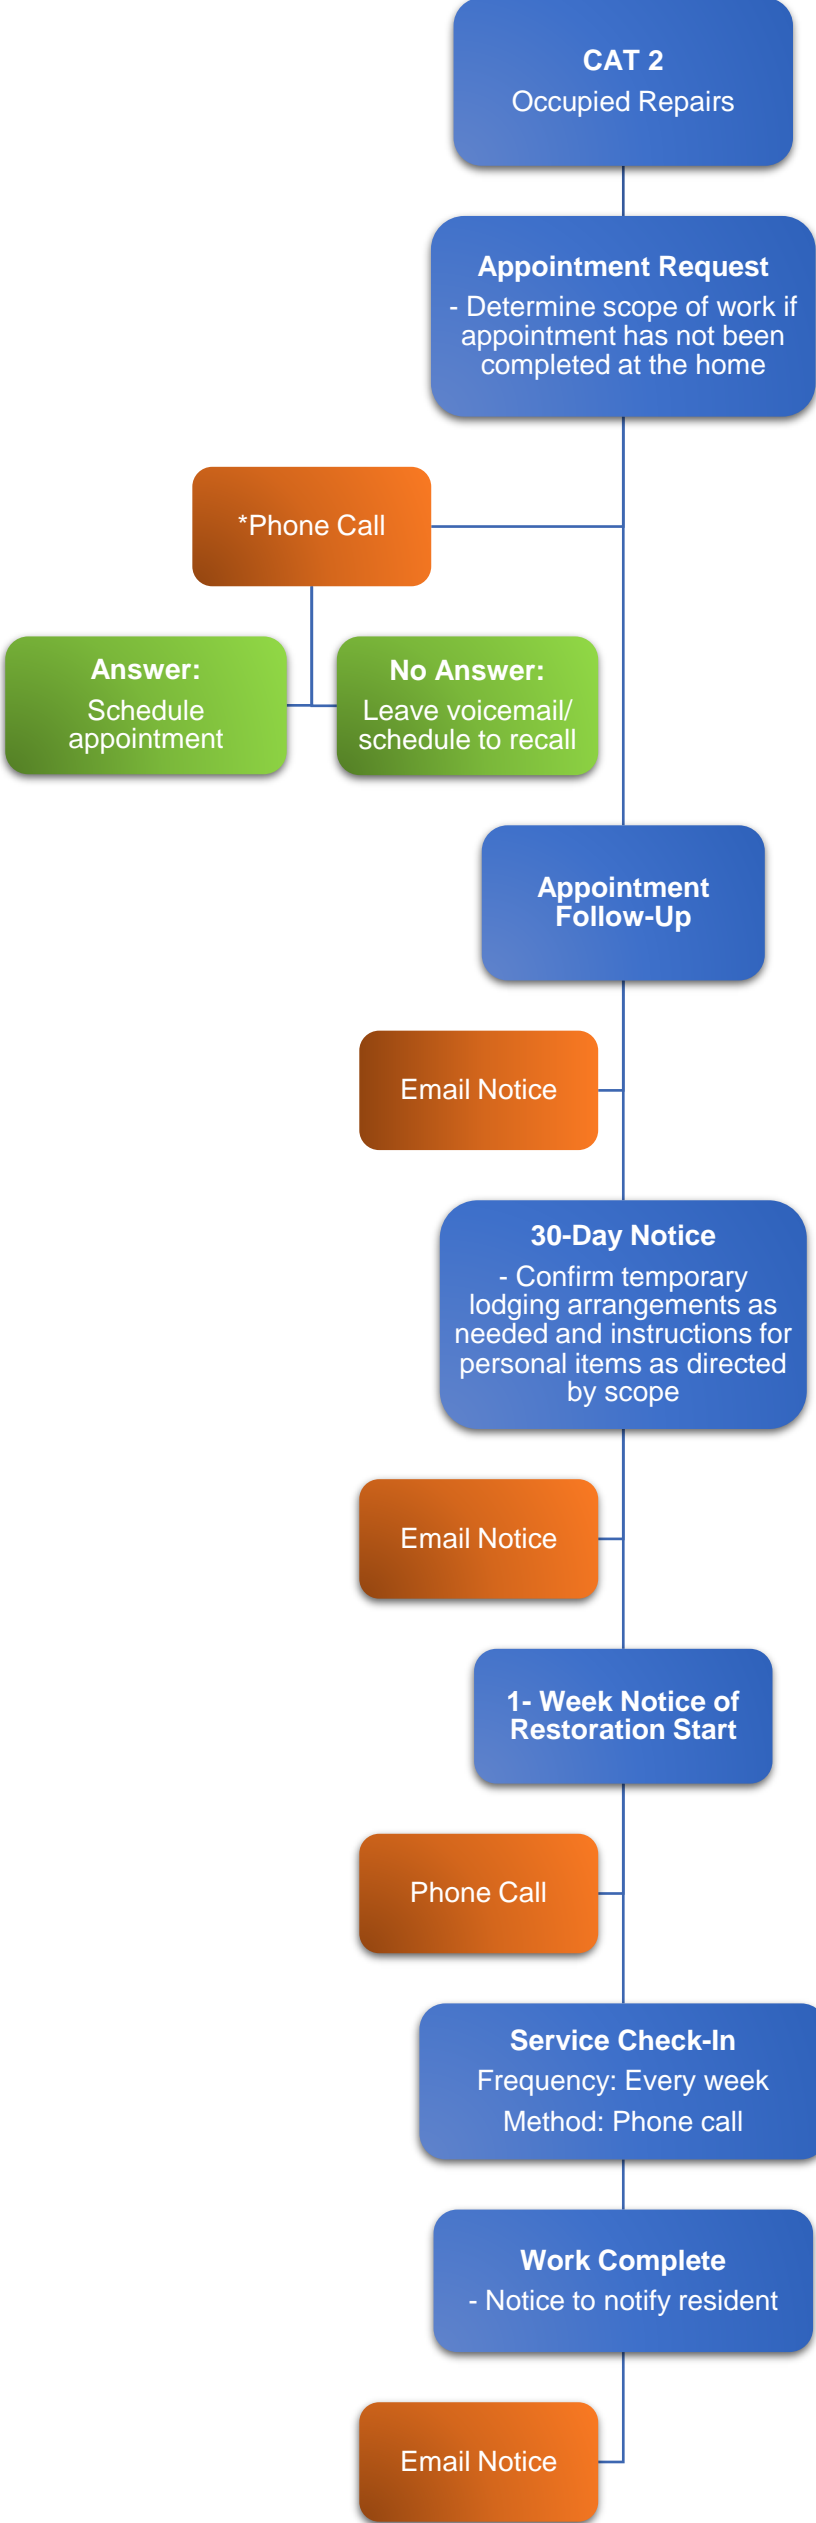 CAT 2
Occupied Repairs
Appointment Request
- Determine scope of work if
appointment has not been
completed at the home
*Phone Call
Answer:
Schedule
appointment
No Answer:
Leave voicemail/
schedule to recall
Appointment
Follow-Up
Email Notice
30-Day Notice
- Confirm temporary
lodging arrangements as
needed and instructions for
personal items as directed
by scope
Email Notice
1- Week Notice of
Restoration Start
Phone Call
Service Check-In
Frequency: Every week
Method: Phone call
Work Complete
- Notice to notify resident
Email Notice